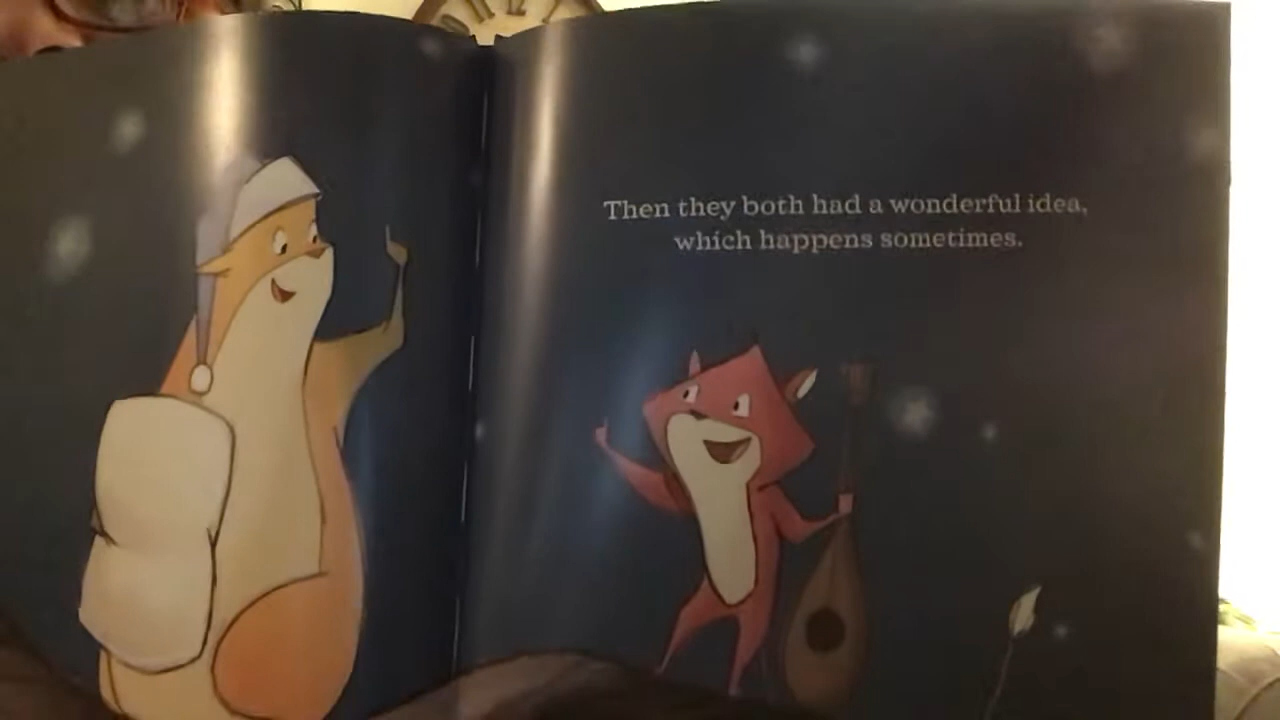 Then they both had a wonderful idea,
which happens sometimes.